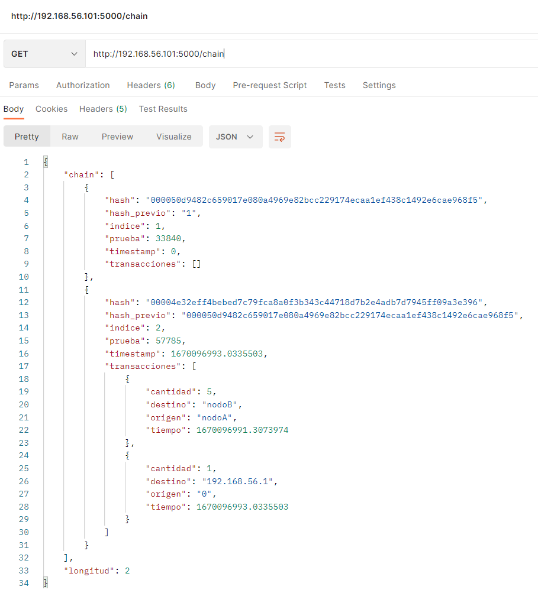 http://192.168.56.101:5000/chain
GET http://192.168.56.101:5000/chain
Params Authorization Headers (6) Body Pre-request Script Tests Settings
Body Cookies Headers (5) Test Results
Pretty Raw Preview Visualize JSON
1 {
2 "chain": [
3 {
4 "hash": "000050d9482c659017e080a4969e82bcc229174ecaa1ef438c1492e6cae968f5",
5 "hash_previo": "1",
6 "indice": 1,
7 "prueba": 33840,
8 "timestamp": 0,
9 "transacciones": []
10 },
11 {
12 "hash": "00004e32eff4bebed7c79fca8a0f3b343c44718d7b2e4adb7d7945ff09a3e396",
13 "hash_previo": "000050d9482c659017e080a4969e82bcc229174ecaa1ef438c1492e6cae968f5",
14 "indice": 2,
15 "prueba": 57785,
16 "timestamp": 1670096993.0335503,
17 "transacciones": [
18 {
19 "cantidad": 5,
20 "destino": "nodoB",
21 "origen": "nodoA",
22 "tiempo": 1670096991.3073974
23 },
24 {
25 "cantidad": 1,
26 "destino": "192.168.56.1",
27 "origen": "0",
28 "tiempo": 1670096993.0335503
29 }
30 ]
31 }
32 ],
33 "longitud": 2
34 }